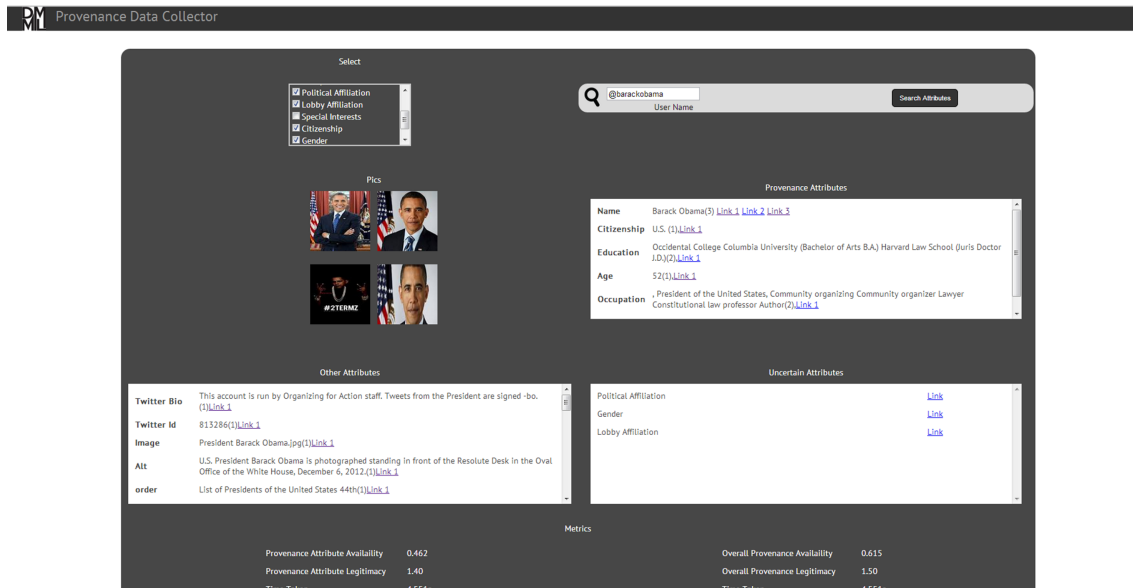 DMML Provenance Data Collector
Select
Political Affiliation
Lobby Affiliation
Special Interests
Citizenship
Gender
@barackobama
User Name
Search Attributes
Pics
#2TERMZ
Provenance Attributes
Name Barack Obama(3) Link 1 Link 2 Link 3
Citizenship U.S. (1),Link 1
Education Occidental College Columbia University (Bachelor of Arts B.A.) Harvard Law School (Juris Doctor
J.D.)(2),Link 1
Age 52(1),Link 1
Occupation , President of the United States, Community organizing Community organizer Lawyer
Constitutional law professor Author(2),Link 1
Other Attributes
Twitter Bio This account is run by Organizing for Action staff. Tweets from the President are signed -bo.
(1)Link 1
Twitter Id 813286(1)Link 1
Image President Barack Obama.jpg(1)Link 1
Alt U.S. President Barack Obama is photographed standing in front of the Resolute Desk in the Oval
Office of the White House, December 6, 2012.(1)Link 1
order List of Presidents of the United States 44th(1)Link 1
Uncertain Attributes
Political Affiliation Link
Gender Link
Lobby Affiliation Link
Metrics
Provenance Attribute Availaility 0.462
Provenance Attribute Legitimacy 1.40
Overall Provenance Availaility 0.615
Overall Provenance Legitimacy 1.50